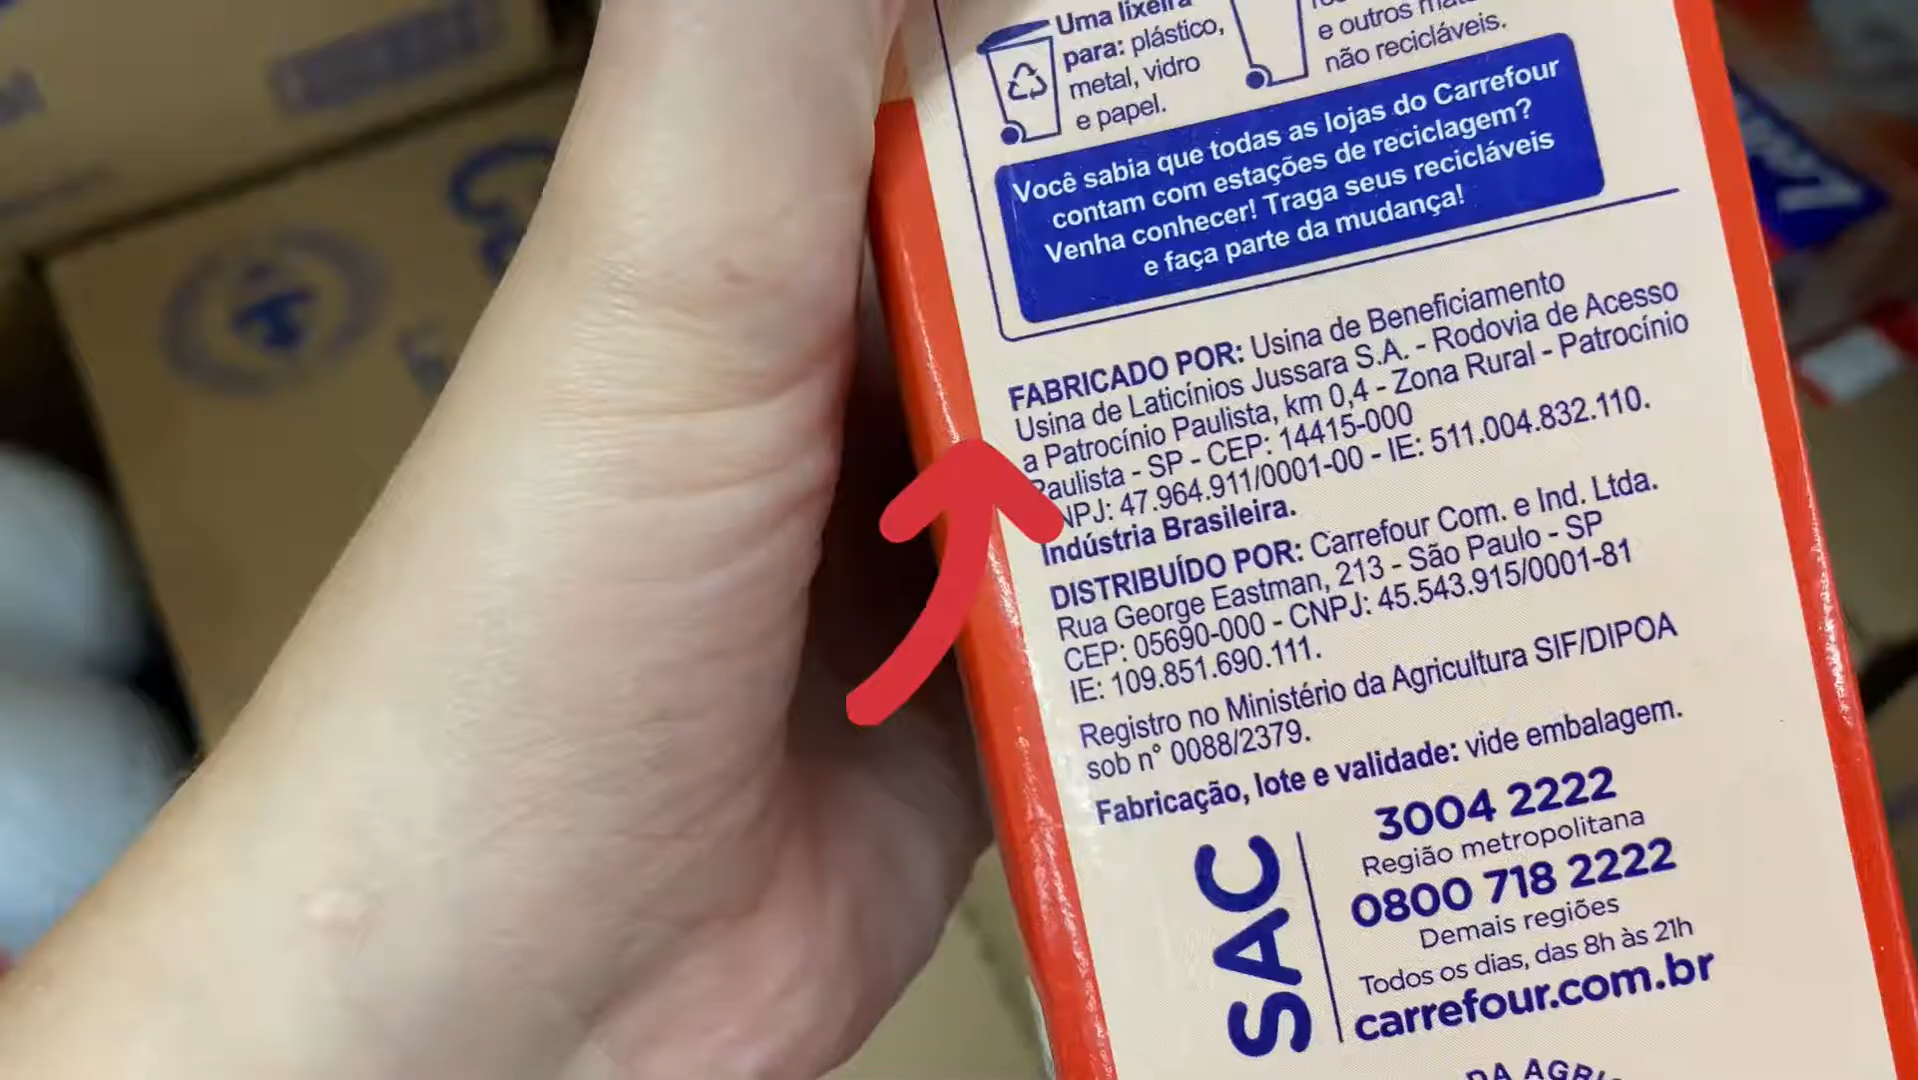 Uma lixeira
para: plástico,
metal, vidro
e papel.
e outros
não recicláveis.
Você sabia que todas as lojas do Carrefour
contam com estações de reciclagem?
Venha conhecer! Traga seus recicláveis
e faça parte da mudança!
FABRICADO POR: Usina de Beneficiamento
Usina de Laticínios Jussara S.A. - Rodovia de Acesso
a Patrocínio Paulista, km 0,4 - Zona Rural - Patrocínio
Paulista - SP - CEP: 14415-000
NPJ: 47.964.911/0001-00 - IE: 511.004.832.110.
Indústria Brasileira.
DISTRIBUÍDO POR: Carrefour Com. e Ind. Ltda.
Rua George Eastman, 213 - São Paulo - SP
CEP: 05690-000 - CNPJ: 45.543.915/0001-81
IE: 109.851.690.111.
Registro no Ministério da Agricultura SIF/DIPOA
sob n° 0088/2379.
Fabricação, lote e validade: vide embalagem.
SAC
3004 2222
Região metropolitana
0800 718 2222
Demais regiões
Todos os dias, das 8h às 21h
carrefour.com.br
DA